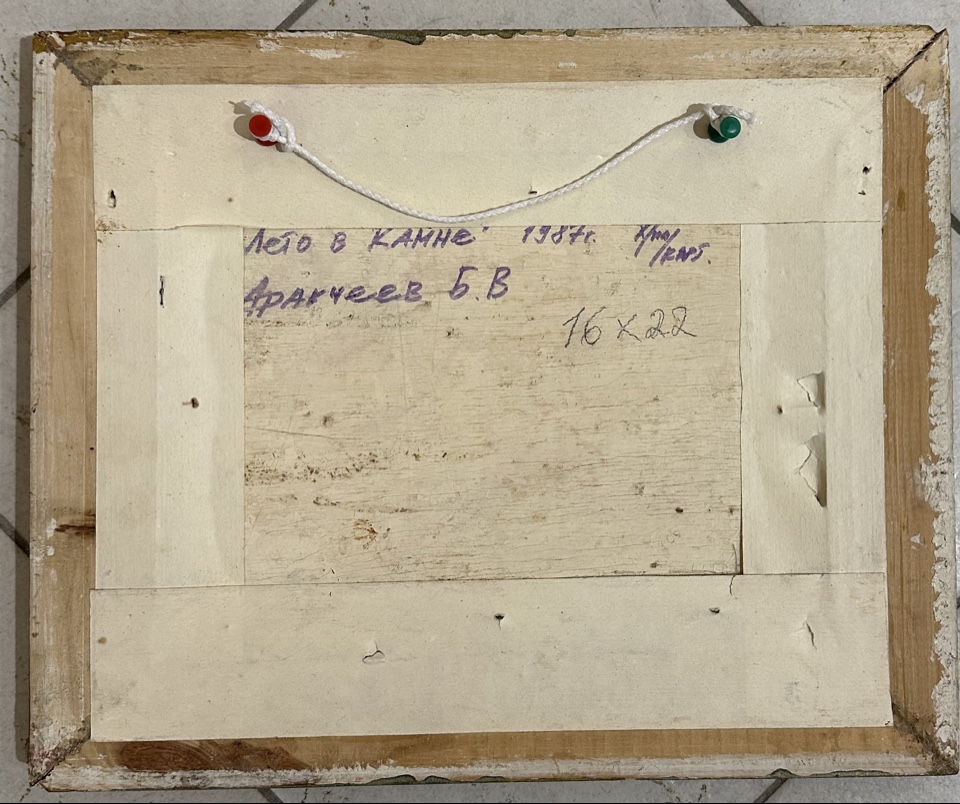 Лето в Камне' 1987г. Х/м/
/карт.
Аракчеев Б.В
16 x 22